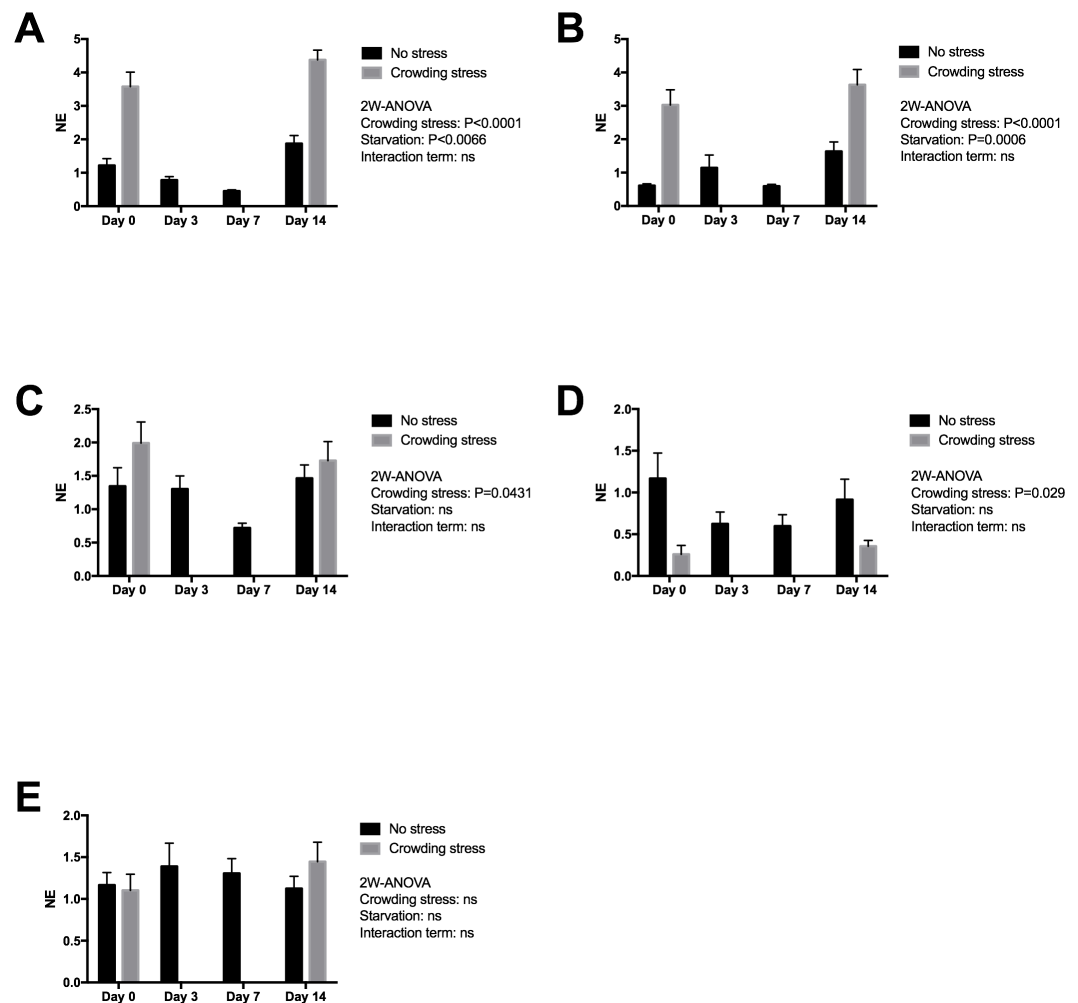 A
5
4
3
2
1
0
NE
Day 0 Day 3 Day 7 Day 14
No stress
Crowding stress
2W-ANOVA
Crowding stress: P<0.0001
Starvation: P<0.0066
Interaction term: ns
B
5
4
3
2
1
0
NE
Day 0 Day 3 Day 7 Day 14
No stress
Crowding stress
2W-ANOVA
Crowding stress: P<0.0001
Starvation: P=0.0006
Interaction term: ns
C
2.5
2.0
1.5
1.0
0.5
0.0
NE
Day 0 Day 3 Day 7 Day 14
No stress
Crowding stress
2W-ANOVA
Crowding stress: P=0.0431
Starvation: ns
Interaction term: ns
D
2.0
1.5
1.0
0.5
0.0
NE
Day 0 Day 3 Day 7 Day 14
No stress
Crowding stress
2W-ANOVA
Crowding stress: P=0.029
Starvation: ns
Interaction term: ns
E
2.0
1.5
1.0
0.5
0.0
NE
Day 0 Day 3 Day 7 Day 14
No stress
Crowding stress
2W-ANOVA
Crowding stress: ns
Starvation: ns
Interaction term: ns